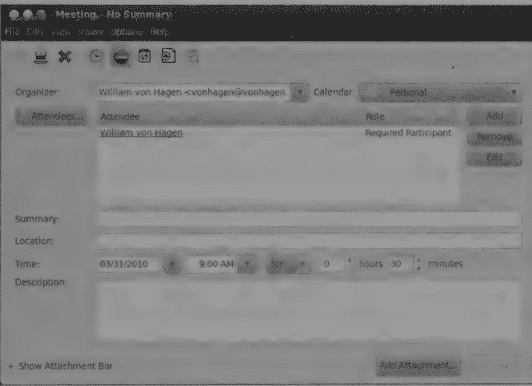 Meeting - No Summary
File Edit View Insert Options Help
Organizer: William von Hagen <vonhagen@vonhagen. Calendar: Personal
Attendees... Attendee Role Add
William von Hagen Required Participant Remove
Edit
Summary:
Location:
Time: 03/31/2010 9:00 AM for 0 hours 30 minutes
Description:
Show Attachment Bar Add Attachment...